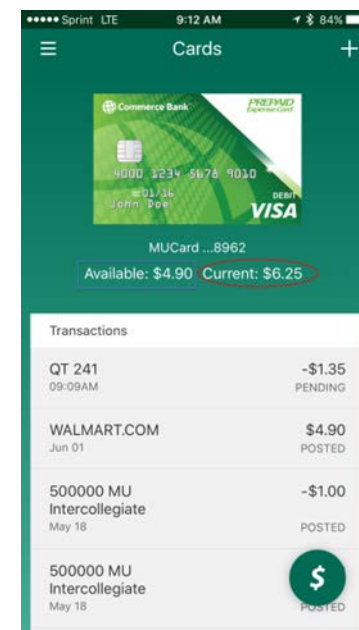 Sprint LTE 9:12 AM 84%
Cards +
Commerce Bank PREPAID
Expense Card
4000 1234 5678 9010
01/16
John Doe DEBIT
VISA
MUCard ...8962
Available: $4.90 Current: $6.25
Transactions
QT 241 -$1.35
09:09AM PENDING
WALMART.COM $4.90
Jun 01 POSTED
500000 MU -$1.00
Intercollegiate
May 18 POSTED
500000 MU $
Intercollegiate
May 18 POSTED